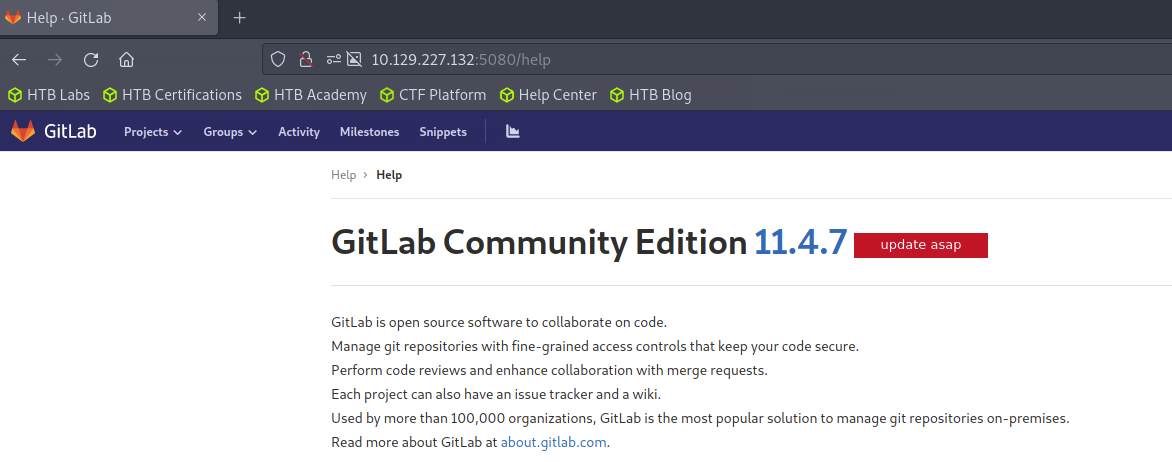 Help · GitLab
10.129.227.132:5080/help
HTB Labs HTB Certifications HTB Academy CTF Platform Help Center HTB Blog
GitLab Projects Groups Activity Milestones Snippets
Help › Help
GitLab Community Edition 11.4.7 update asap
GitLab is open source software to collaborate on code.
Manage git repositories with fine-grained access controls that keep your code secure.
Perform code reviews and enhance collaboration with merge requests.
Each project can also have an issue tracker and a wiki.
Used by more than 100,000 organizations, GitLab is the most popular solution to manage git repositories on-premises.
Read more about GitLab at about.gitlab.com.